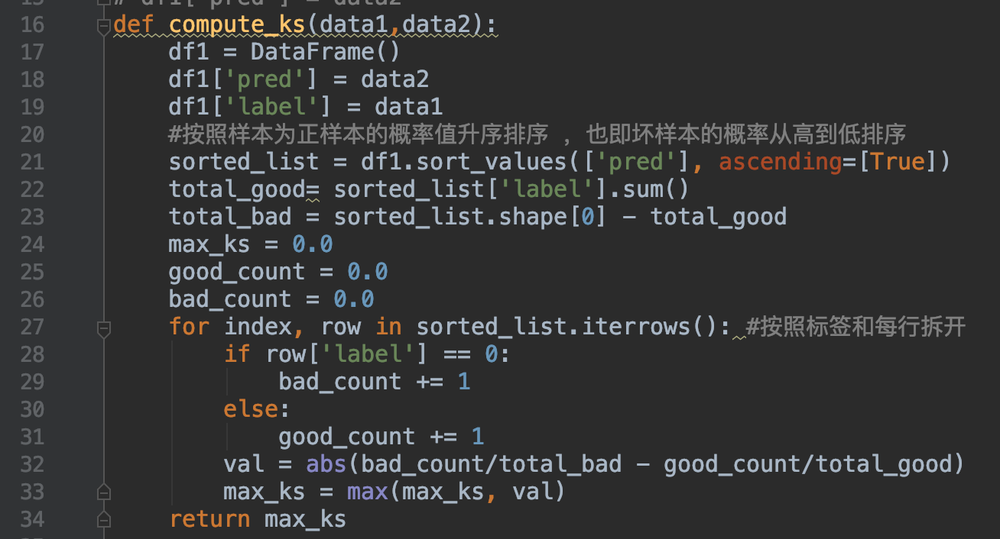 15 # df1['pred'] = data2
16 def compute_ks(data1,data2):
17     df1 = DataFrame()
18     df1['pred'] = data2
19     df1['label'] = data1
20     #按照样本为正样本的概率值升序排序 ，也即坏样本的概率从高到低排序
21     sorted_list = df1.sort_values(['pred'], ascending=[True])
22     total_good= sorted_list['label'].sum()
23     total_bad = sorted_list.shape[0] - total_good
24     max_ks = 0.0
25     good_count = 0.0
26     bad_count = 0.0
27     for index, row in sorted_list.iterrows(): #按照标签和每行拆开
28         if row['label'] == 0:
29             bad_count += 1
30         else:
31             good_count += 1
32         val = abs(bad_count/total_bad - good_count/total_good)
33         max_ks = max(max_ks, val)
34     return max_ks